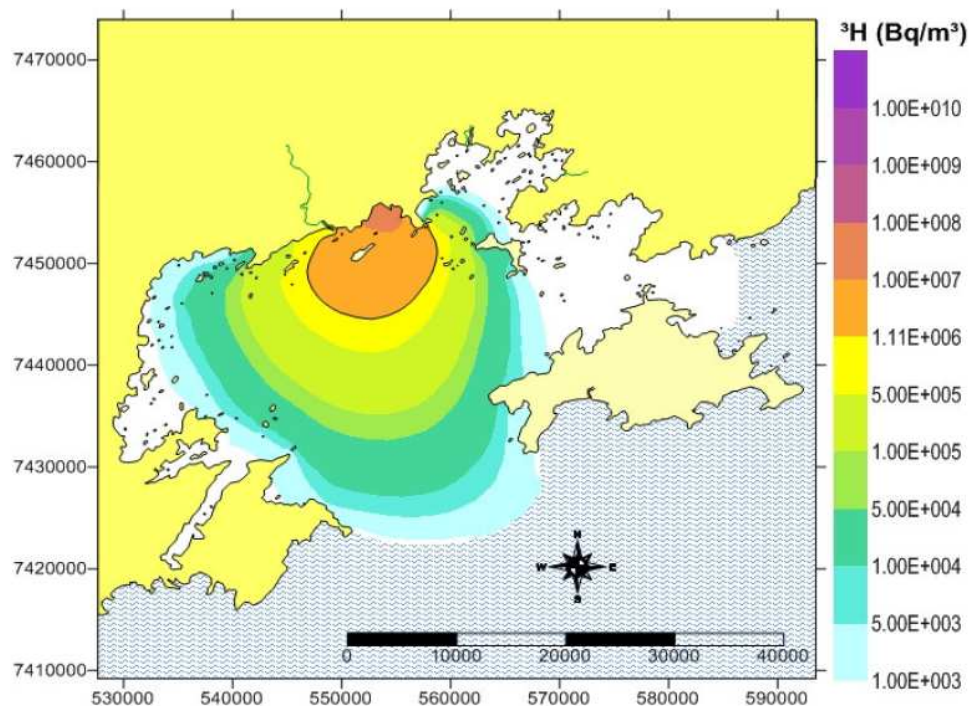 ³H (Bq/m³)
7470000
7460000
7450000
7440000
7430000
7420000
7410000
1.00E+010
1.00E+009
1.00E+008
1.00E+007
1.11E+006
5.00E+005
1.00E+005
5.00E+004
1.00E+004
5.00E+003
1.00E+003
N
W E
S
0 10000 20000 30000 40000
530000 540000 550000 560000 570000 580000 590000